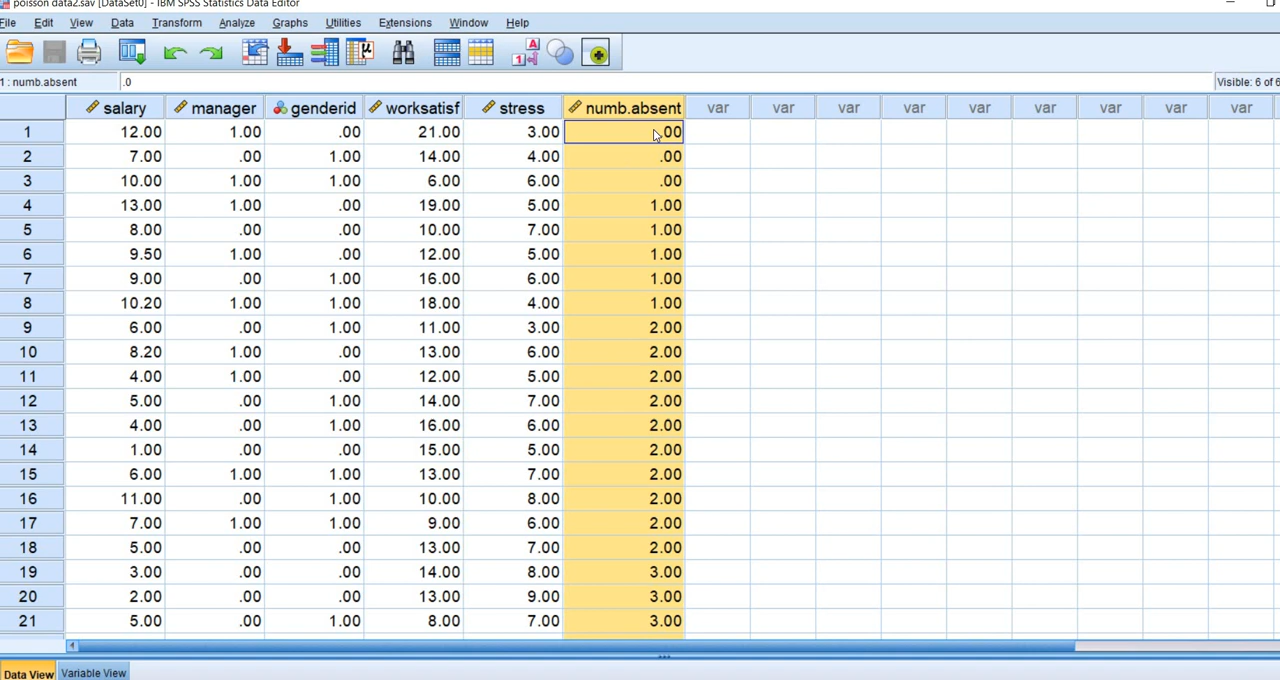 poisson data2.sav [DataSet0] - IBM SPSS Statistics Data Editor
File Edit View Data Transform Analyze Graphs Utilities Extensions Window Help
1 : numb.absent .0 Visible: 6 of 6
salary manager genderid worksatisf stress numb.absent var var var var var var var var var
1 12.00 1.00 .00 21.00 3.00 .00
2 7.00 .00 1.00 14.00 4.00 .00
3 10.00 1.00 1.00 6.00 6.00 .00
4 13.00 1.00 .00 19.00 5.00 1.00
5 8.00 .00 .00 10.00 7.00 1.00
6 9.50 1.00 .00 12.00 5.00 1.00
7 9.00 .00 1.00 16.00 6.00 1.00
8 10.20 1.00 1.00 18.00 4.00 1.00
9 6.00 .00 1.00 11.00 3.00 2.00
10 8.20 1.00 .00 13.00 6.00 2.00
11 4.00 1.00 .00 12.00 5.00 2.00
12 5.00 .00 1.00 14.00 7.00 2.00
13 4.00 .00 1.00 16.00 6.00 2.00
14 1.00 .00 .00 15.00 5.00 2.00
15 6.00 1.00 1.00 13.00 7.00 2.00
16 11.00 .00 1.00 10.00 8.00 2.00
17 7.00 1.00 1.00 9.00 6.00 2.00
18 5.00 .00 .00 13.00 7.00 2.00
19 3.00 .00 .00 14.00 8.00 3.00
20 2.00 .00 .00 13.00 9.00 3.00
21 5.00 .00 1.00 8.00 7.00 3.00
Data View Variable View